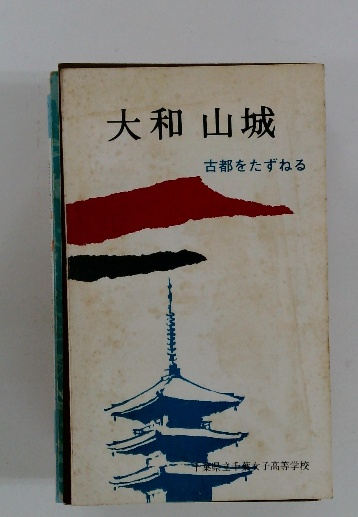 大和 山城
古都をたずねる
千葉県立千葉女子高等学校